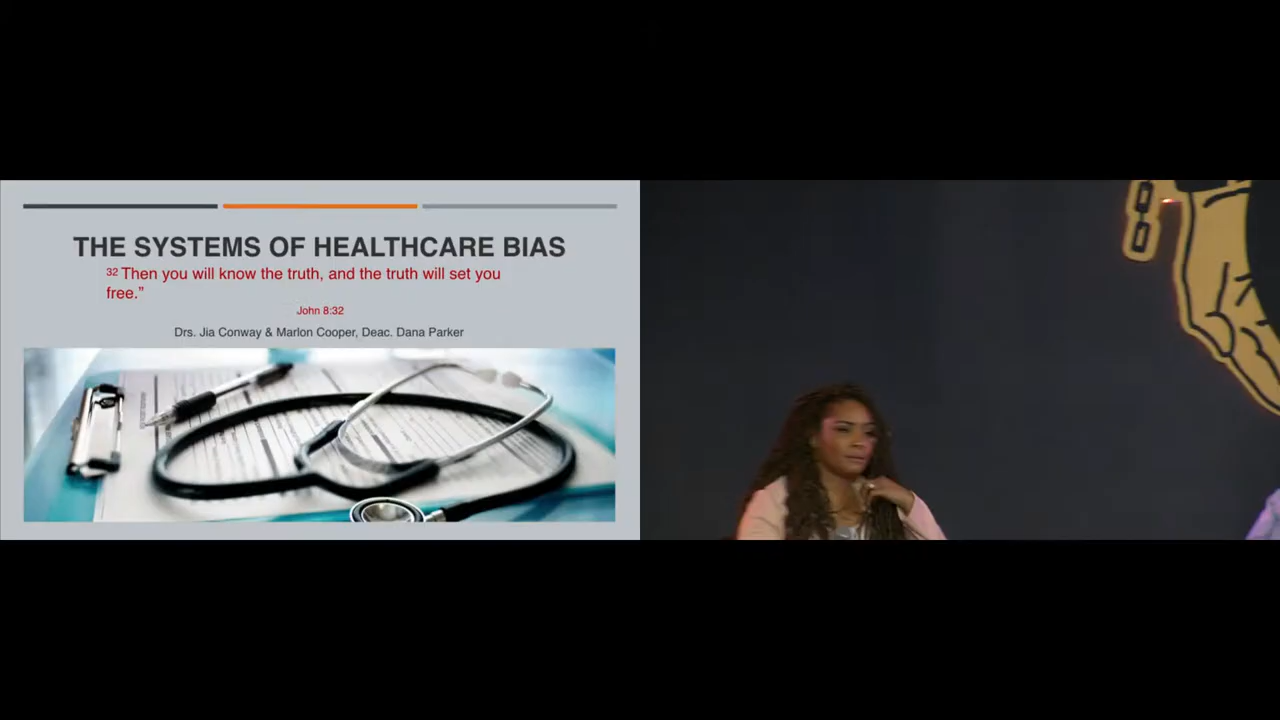 THE SYSTEMS OF HEALTHCARE BIAS
32 Then you will know the truth, and the truth will set you
free.”
John 8:32
Drs. Jia Conway & Marlon Cooper, Deac. Dana Parker